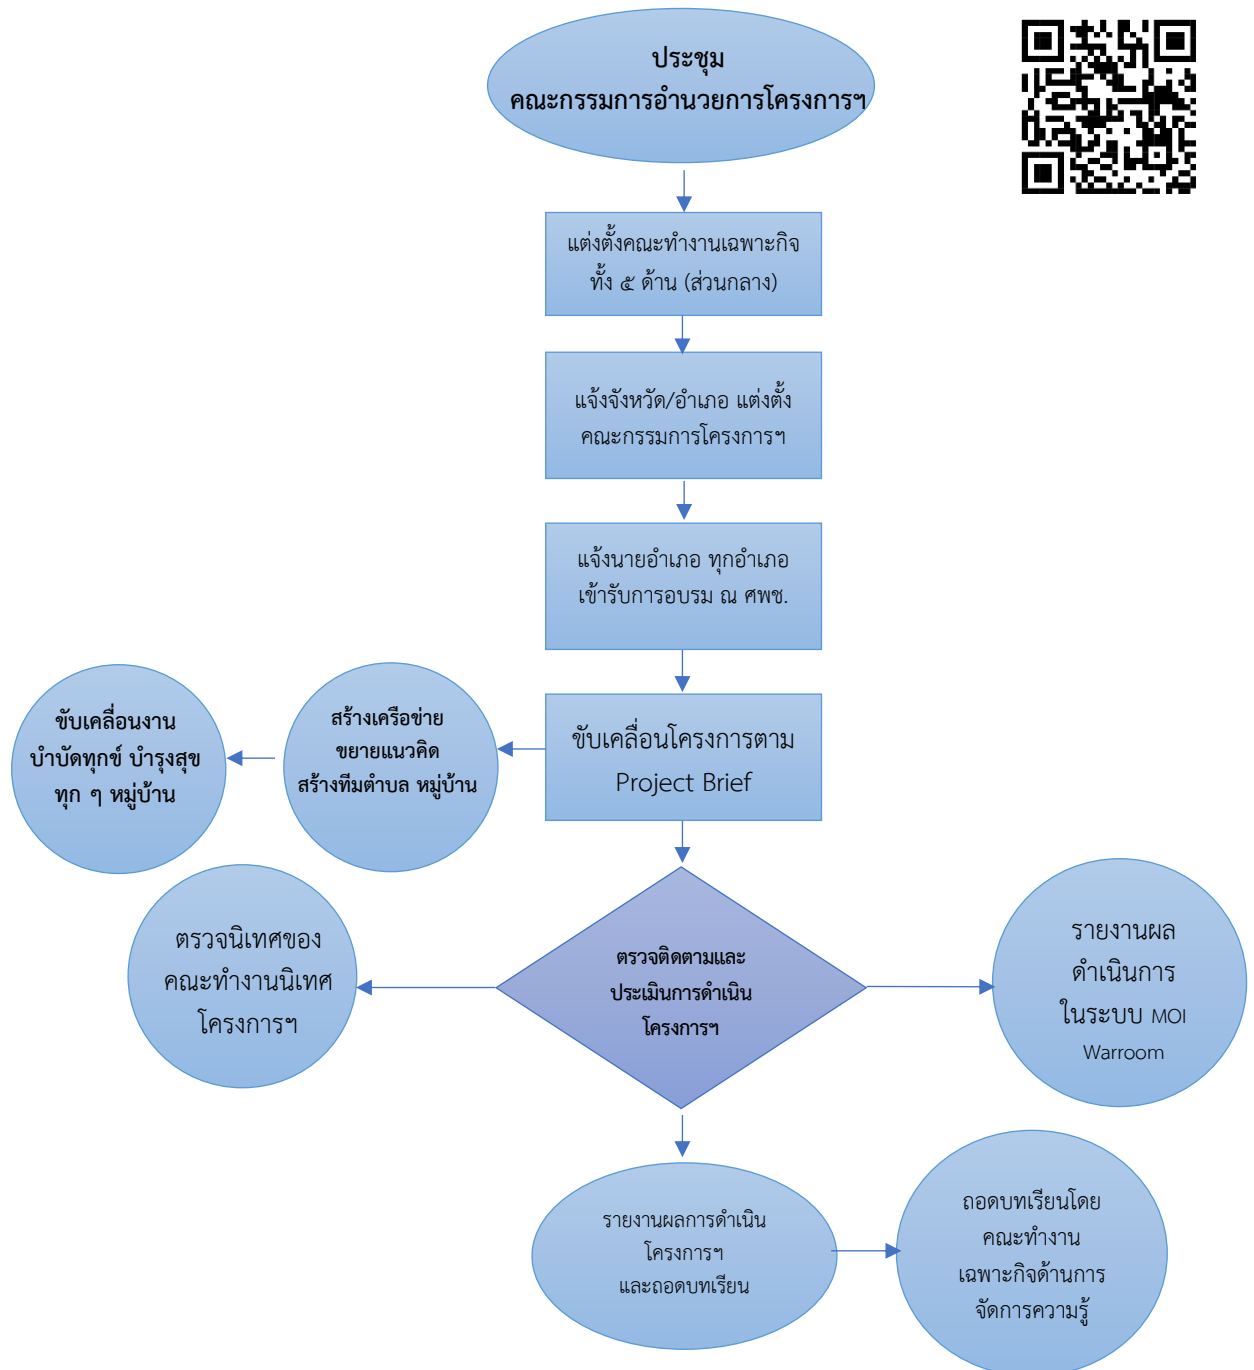 ประชุม
คณะกรรมการอำนวยการโครงการฯ
แต่งตั้งคณะทำงานเฉพาะกิจ
ทั้ง ๕ ด้าน (ส่วนกลาง)
แจ้งจังหวัด/อำเภอ แต่งตั้ง
คณะกรรมการโครงการฯ
แจ้งนายอำเภอ ทุกอำเภอ
เข้ารับการอบรม ณ ศพช.
ขับเคลื่อนโครงการตาม
Project Brief
สร้างเครือข่าย
ขยายแนวคิด
สร้างทีมตำบล หมู่บ้าน
ขับเคลื่อนงาน
บำบัดทุกข์ บำรุงสุข
ทุก ๆ หมู่บ้าน
ตรวจติดตามและ
ประเมินการดำเนิน
โครงการฯ
ตรวจนิเทศของ
คณะทำงานนิเทศ
โครงการฯ
รายงานผล
ดำเนินการ
ในระบบ MOI
Warroom
รายงานผลการดำเนิน
โครงการฯ
และถอดบทเรียน
ถอดบทเรียนโดย
คณะทำงาน
เฉพาะกิจด้านการ
จัดการความรู้